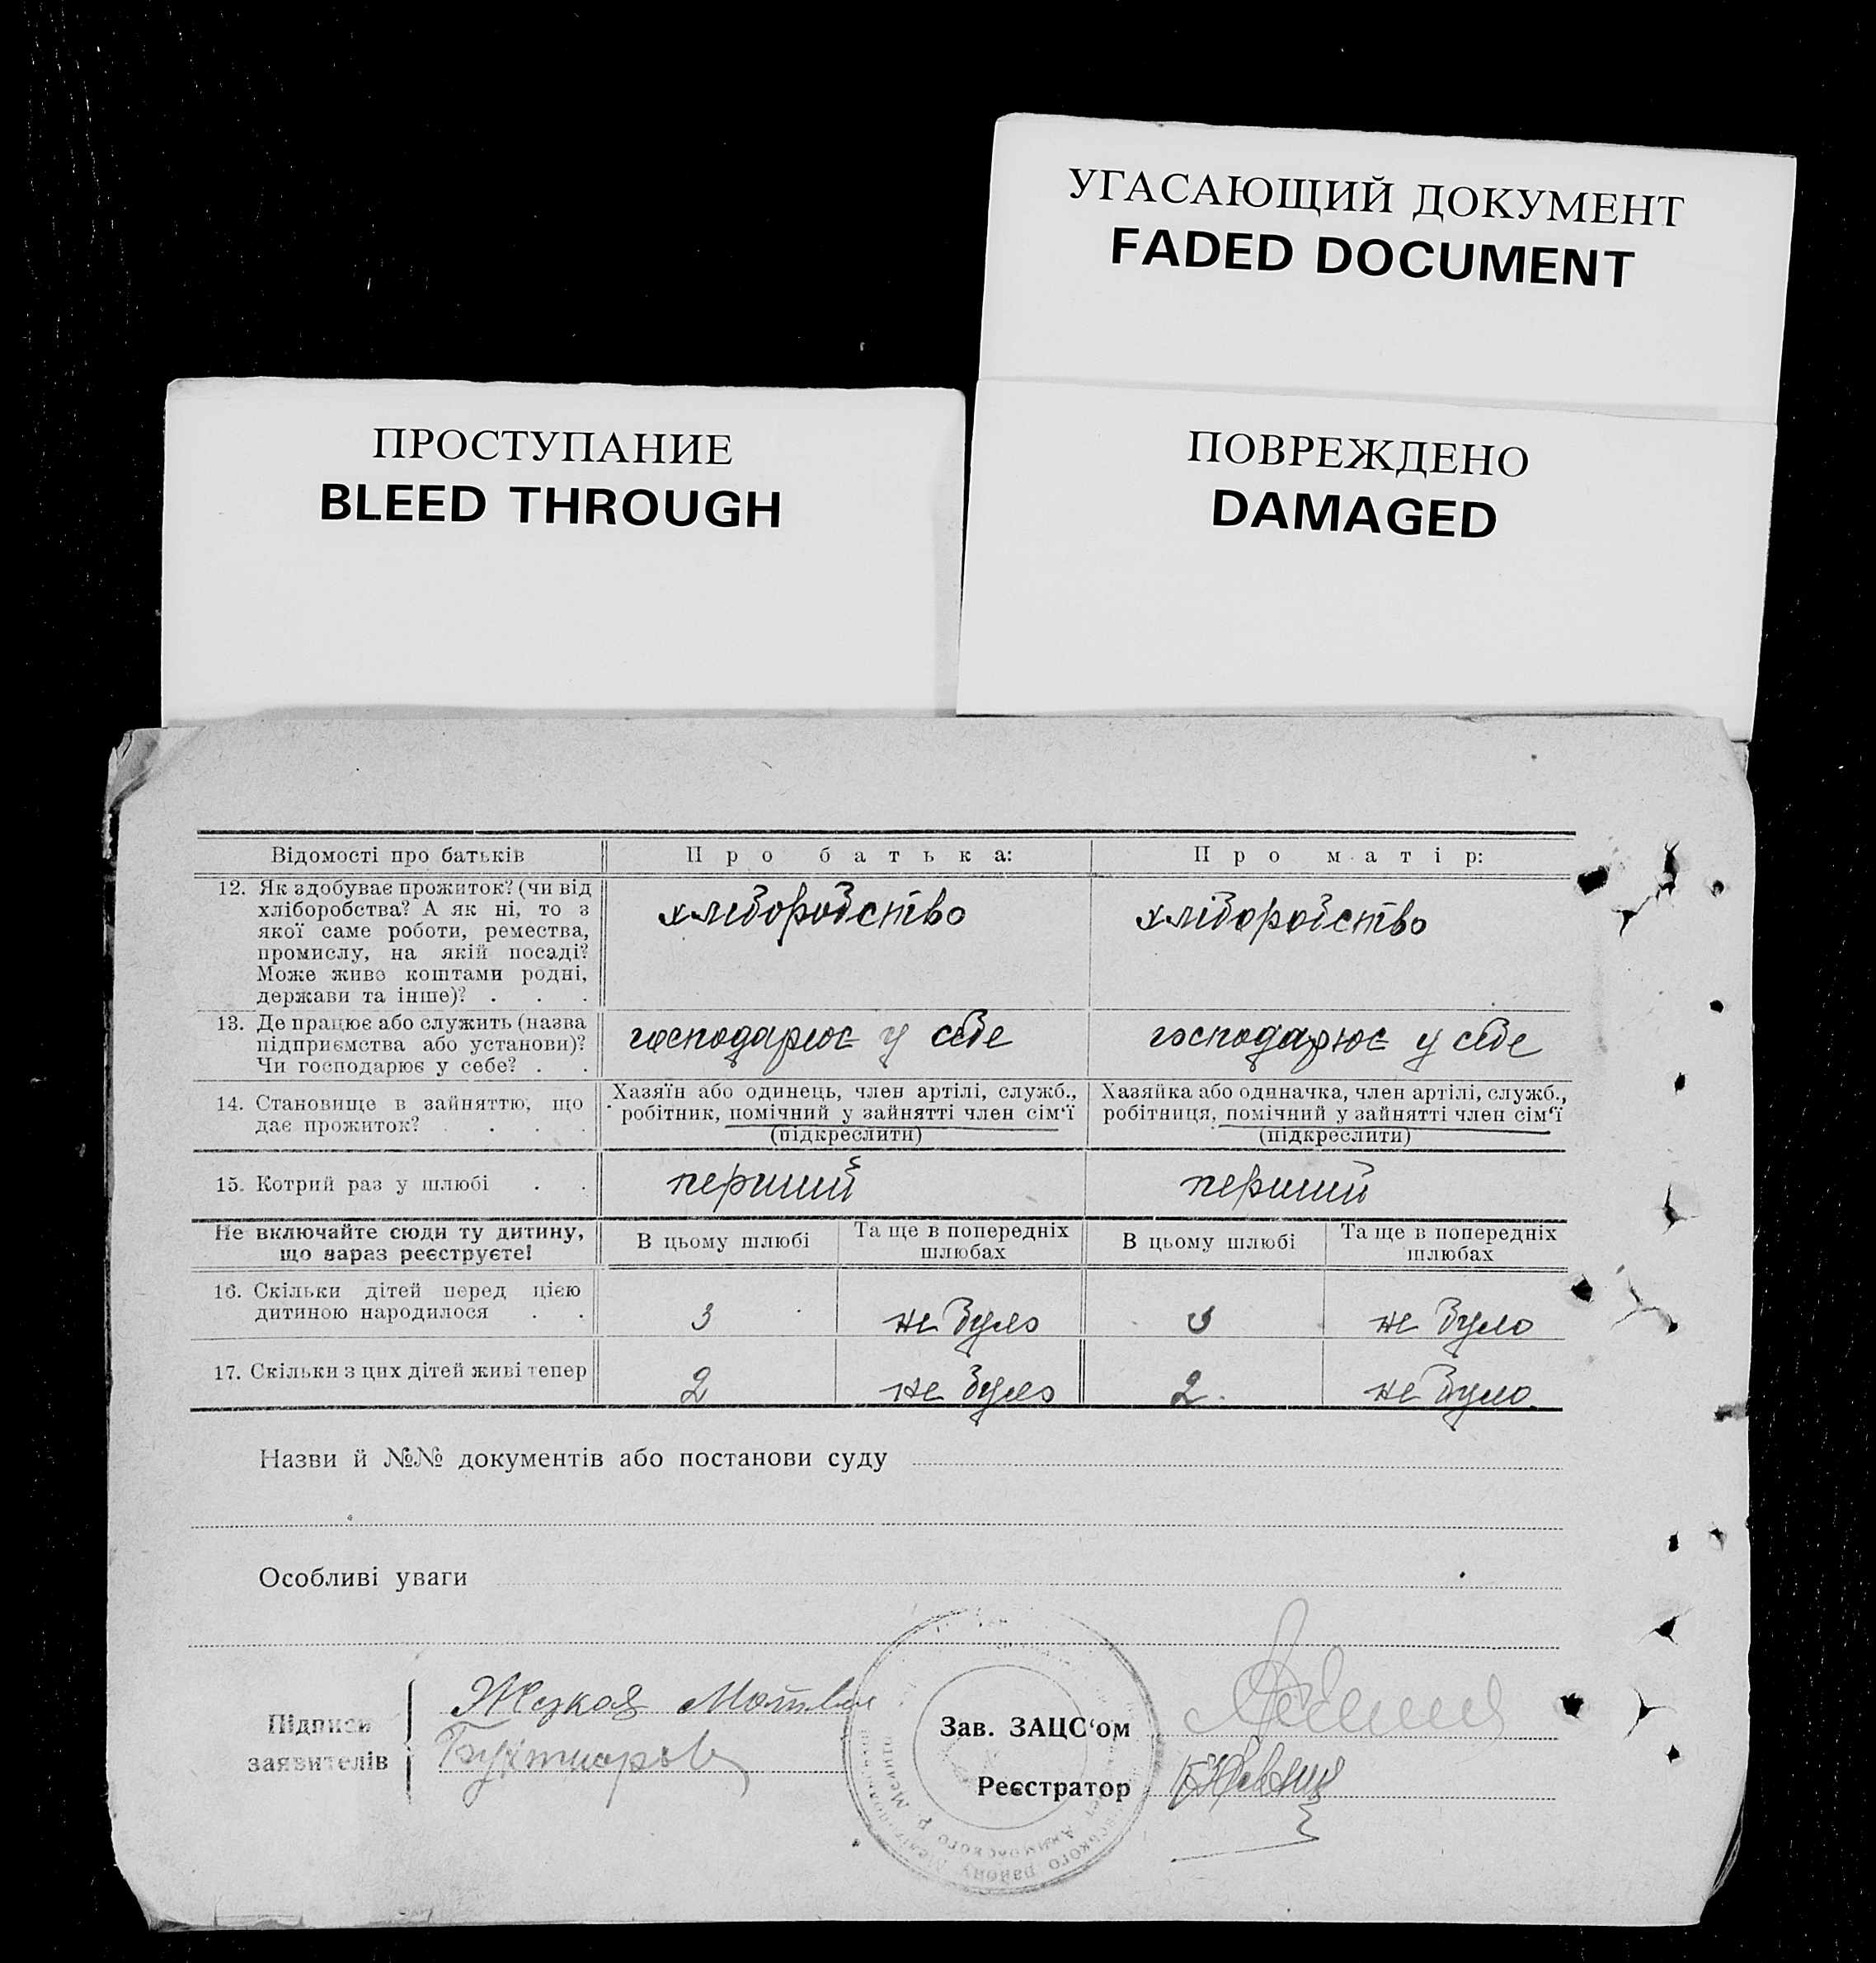 УГАСАЮЩИЙ ДОКУМЕНТ
FADED DOCUMENT
ПРОСТУПАНИЕ
BLEED THROUGH
ПОВРЕЖДЕНО
DAMAGED
Відомості про батьків
Про батька:
Про матір:
12. Як здобуває прожиток? (чи від
хліборобства? А як ні, то з
якої саме роботи, ремества,
промислу, на якій посаді?
Може живе коштами родні,
держави та інше)? . . .
хліборобство
хліборобство
13. Де працює або служить (назва
підприємства або установи)?
Чи господарює у себе? . .
господарює у себе
господарює у себе
14. Становище в зайняттю, що
дає прожиток? . . . .
Хазяїн або одинець, член артілі, служб.,
робітник, помічний у зайнятті член сім‘ї
(підкреслити)
Хазяйка або одиначка, член артілі, служб.,
робітниця, помічний у зайнятті член сім‘ї
(підкреслити)
15. Котрий раз у шлюбі . .
перший
перший
Не включайте сюди ту дитину,
що зараз реєструєте!
В цьому шлюбі
Та ще в попередніх
шлюбах
В цьому шлюбі
Та ще в попередніх
шлюбах
16. Скільки дітей перед цією
дитиною народилося . .
3
не було
3
не було
17. Скільки з цих дітей живі тепер
2
не було
2.
не було.
Назви й №№ документів або постанови суду
Особливі уваги
Підписи
заявителів
Зав. ЗАЦС‘ом
Реєстратор